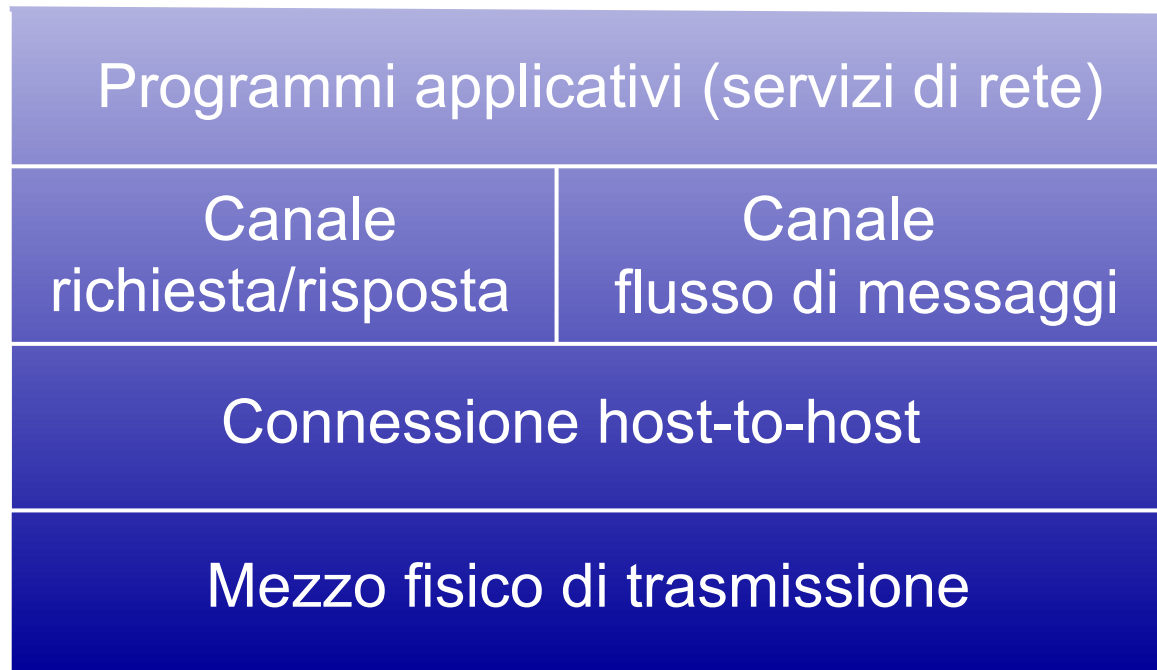 Programmi applicativi (servizi di rete)
Canale
richiesta/risposta
Canale
flusso di messaggi
Connessione host-to-host
Mezzo fisico di trasmissione